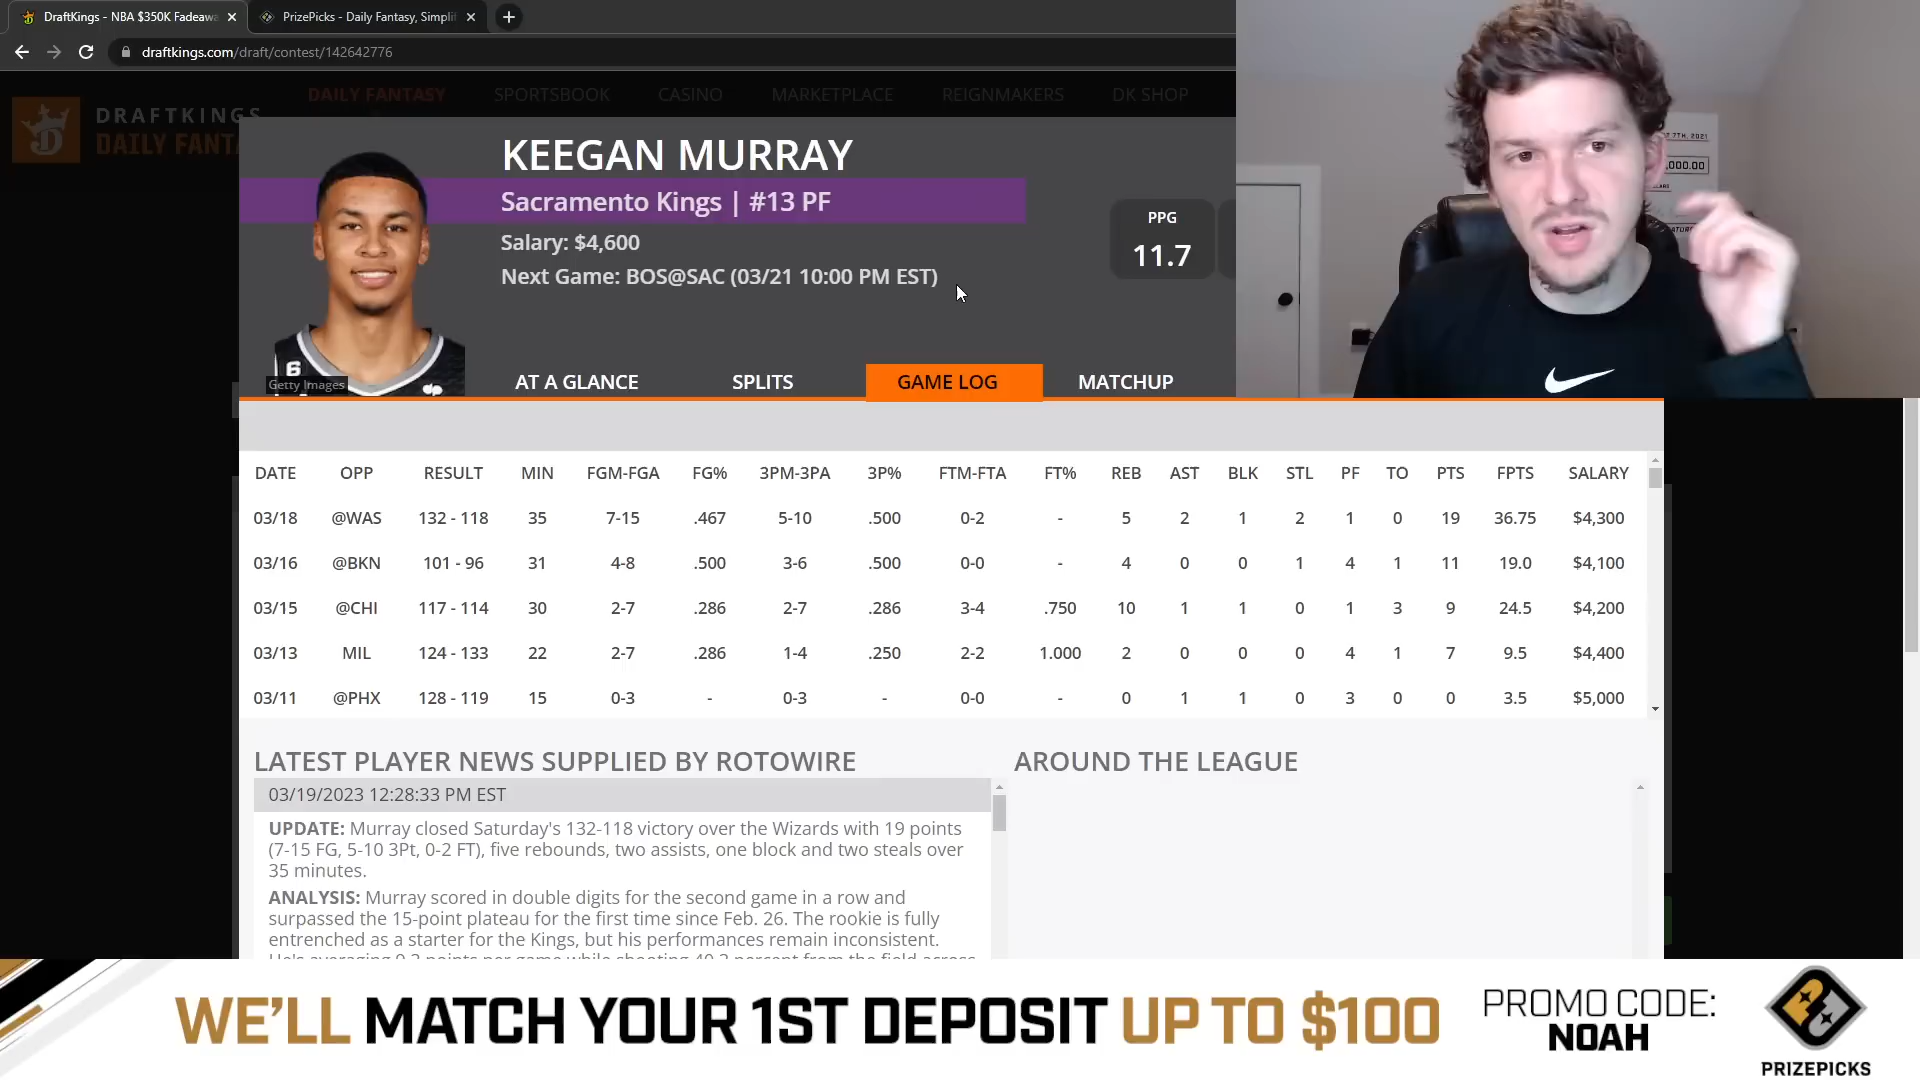 DraftKings - NBA $350K Fadeawa
PrizePicks - Daily Fantasy, Simplif
draftkings.com/draft/contest/142642776
DAILY FANTASY SPORTSBOOK CASINO MARKETPLACE REIGNMAKERS DK SHOP
DRAFTKINGS
DAILY FANTA
KEEGAN MURRAY
Sacramento Kings | #13 PF
Salary: $4,600
Next Game: BOS@SAC (03/21 10:00 PM EST)
PPG
11.7
6
Getty Images
7TH, 2021
,000.00
AT A GLANCE SPLITS GAME LOG MATCHUP
DATE OPP RESULT MIN FGM-FGA FG% 3PM-3PA 3P% FTM-FTA FT% REB AST BLK STL PF TO PTS FPTS SALARY
03/18 @WAS 132 - 118 35 7-15 .467 5-10 .500 0-2 - 5 2 1 2 1 0 19 36.75 $4,300
03/16 @BKN 101 - 96 31 4-8 .500 3-6 .500 0-0 - 4 0 0 1 4 1 11 19.0 $4,100
03/15 @CHI 117 - 114 30 2-7 .286 2-7 .286 3-4 .750 10 1 1 0 1 3 9 24.5 $4,200
03/13 MIL 124 - 133 22 2-7 .286 1-4 .250 2-2 1.000 2 0 0 0 4 1 7 9.5 $4,400
03/11 @PHX 128 - 119 15 0-3 - 0-3 - 0-0 - 0 1 1 0 3 0 0 3.5 $5,000
LATEST PLAYER NEWS SUPPLIED BY ROTOWIRE
AROUND THE LEAGUE
03/19/2023 12:28:33 PM EST
UPDATE: Murray closed Saturday's 132-118 victory over the Wizards with 19 points
(7-15 FG, 5-10 3Pt, 0-2 FT), five rebounds, two assists, one block and two steals over
35 minutes.
ANALYSIS: Murray scored in double digits for the second game in a row and
surpassed the 15-point plateau for the first time since Feb. 26. The rookie is fully
entrenched as a starter for the Kings, but his performances remain inconsistent.
WE'LL MATCH YOUR 1ST DEPOSIT UP TO $100
PROMO CODE:
NOAH
PRIZEPICKS